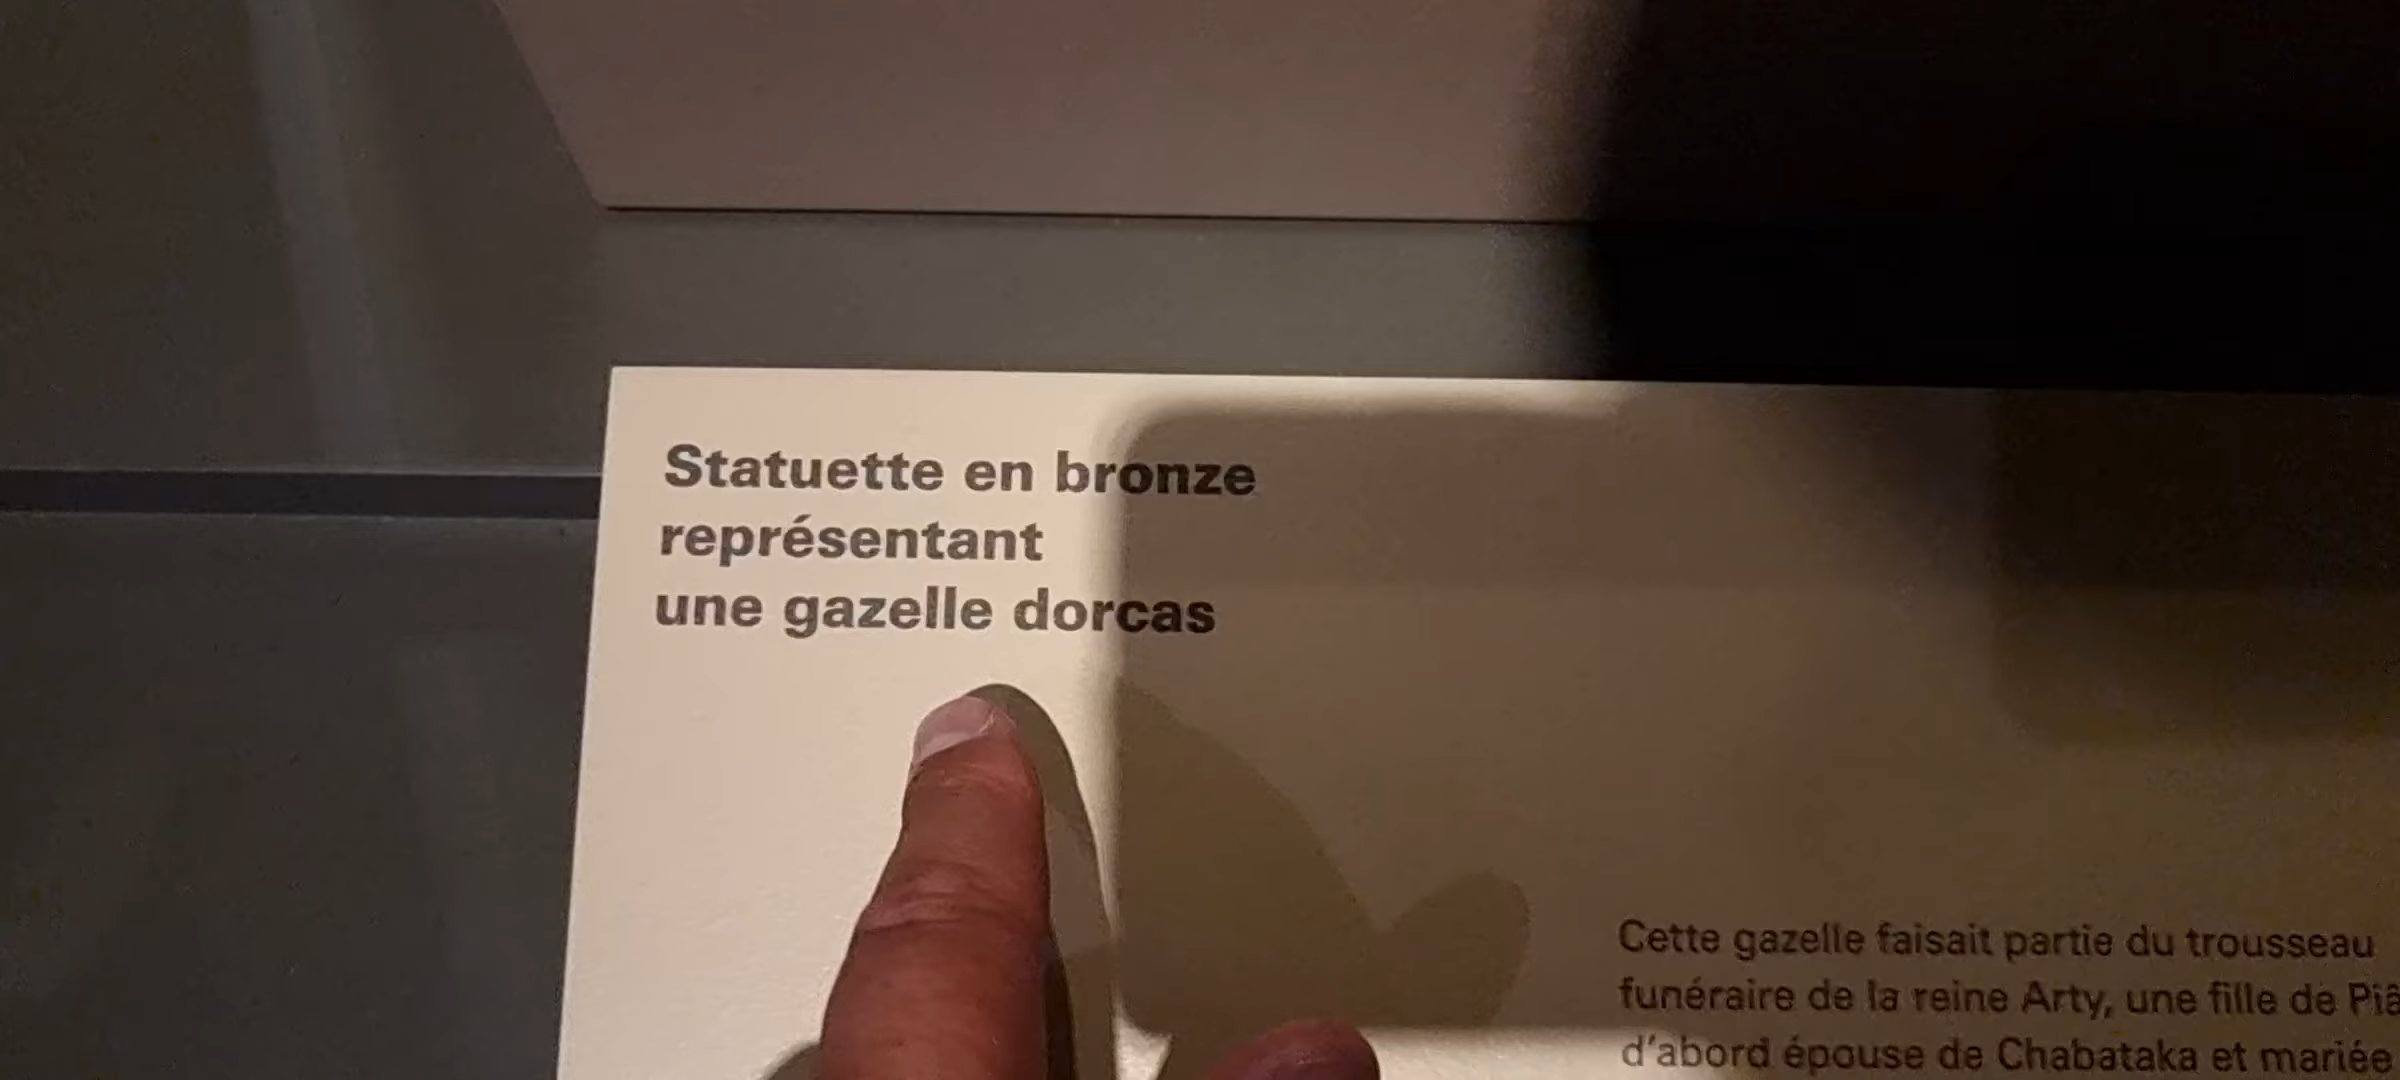 Statuette en bronze
représentant
une gazelle dorcas
Cette gazelle faisait partie du trousseau
funéraire de la reine Arty, une fille de
d'abord épouse de Chabataka et mariée